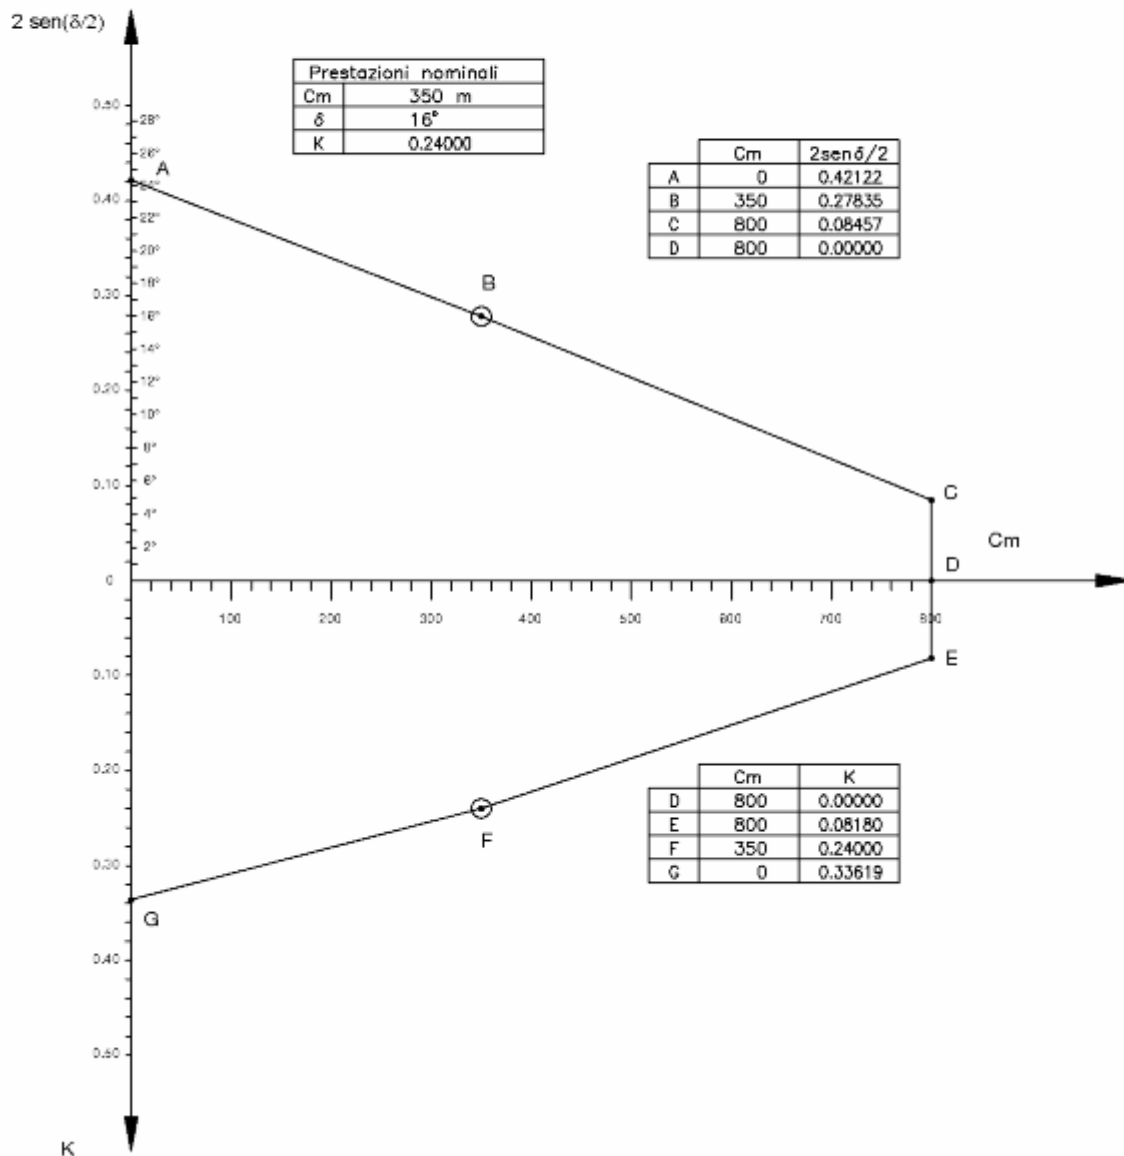 2 sen(δ/2)
Prestazioni nominali
Cm 350 m
δ 16°
K 0.24000
Cm 2senδ/2
A 0 0.42122
B 350 0.27835
C 800 0.08457
D 800 0.00000
0.50
28°
26°
A
24°
0.40
22°
20°
18°
B
0.30
16°
14°
0.20
12°
10°
8°
0.10
6°
C
4°
2°
Cm
0
D
100 200 300 400 500 600 700 800
E
0.10
0.20
Cm K
D 800 0.00000
E 800 0.08180
F 350 0.24000
G 0 0.33619
F
0.30
G
0.40
0.50
K